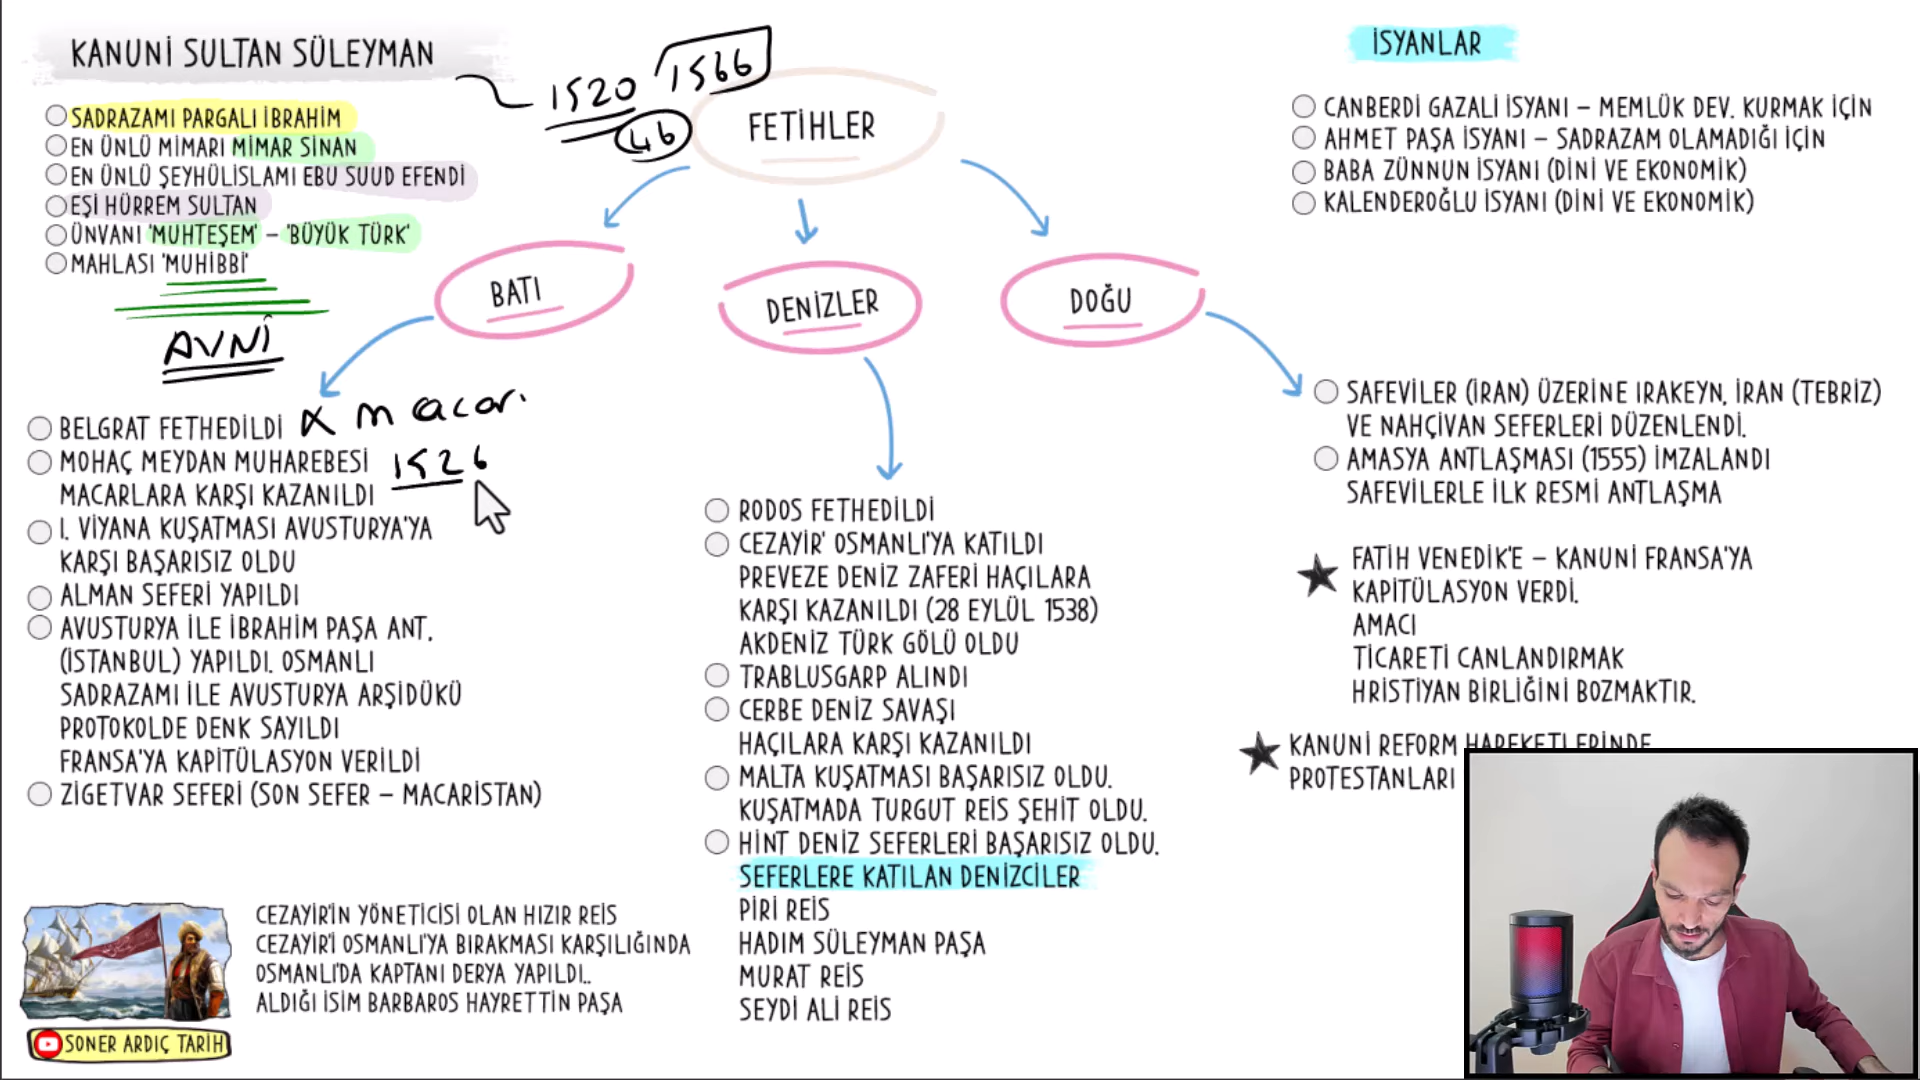 KANUNİ SULTAN SÜLEYMAN
1520 1566
46
SADRAZAMI PARGALI İBRAHİM
EN ÜNLÜ MİMARI MİMAR SİNAN
EN ÜNLÜ ŞEYHÜLİSLAMI EBU SUUD EFENDİ
EŞİ HÜRREM SULTAN
ÜNVANI 'MUHTEŞEM' – 'BÜYÜK TÜRK'
MAHLASI 'MUHİBBİ'
AVNÎ
FETİHLER
BATI
DENİZLER
DOĞU
İSYANLAR
CANBERDİ GAZALİ İSYANI – MEMLÜK DEV. KURMAK İÇİN
AHMET PAŞA İSYANI – SADRAZAM OLAMADIĞI İÇİN
BABA ZÜNNUN İSYANI (DİNİ VE EKONOMİK)
KALENDEROĞLU İSYANI (DİNİ VE EKONOMİK)
BELGRAT FETHEDİLDİ macar
MOHAÇ MEYDAN MUHAREBESİ 1526
MACARLARA KARŞI KAZANILDI
I. VİYANA KUŞATMASI AVUSTURYA'YA
KARŞI BAŞARISIZ OLDU
ALMAN SEFERİ YAPILDI
AVUSTURYA İLE İBRAHİM PAŞA ANT.
(İSTANBUL) YAPILDI. OSMANLI
SADRAZAMI İLE AVUSTURYA ARŞİDÜKÜ
PROTOKOLDE DENK SAYILDI
FRANSA'YA KAPİTÜLASYON VERİLDİ
ZİGETVAR SEFERİ (SON SEFER – MACARİSTAN)
RODOS FETHEDİLDİ
CEZAYİR' OSMANLI'YA KATILDI
PREVEZE DENİZ ZAFERİ HAÇILARA
KARŞI KAZANILDI (28 EYLÜL 1538)
AKDENİZ TÜRK GÖLÜ OLDU
TRABLUSGARP ALINDI
CERBE DENİZ SAVAŞI
HAÇILARA KARŞI KAZANILDI
MALTA KUŞATMASI BAŞARISIZ OLDU.
KUŞATMADA TURGUT REİS ŞEHİT OLDU.
HİNT DENİZ SEFERLERİ BAŞARISIZ OLDU.
SEFERLERE KATILAN DENİZCİLER
PİRİ REİS
HADIM SÜLEYMAN PAŞA
MURAT REİS
SEYDİ ALİ REİS
SAFEVİLER (İRAN) ÜZERİNE IRAKEYN, İRAN (TEBRİZ)
VE NAHÇİVAN SEFERLERİ DÜZENLENDİ.
AMASYA ANTLAŞMASI (1555) İMZALANDI
SAFEVİLERLE İLK RESMİ ANTLAŞMA
FATİH VENEDİK'E – KANUNİ FRANSA'YA
KAPİTÜLASYON VERDİ.
AMACI
TİCARETİ CANLANDIRMAK
HRİSTİYAN BİRLİĞİNİ BOZMAKTIR.
KANUNİ REFORM HAREKETLERİNDE
PROTESTANLARI
CEZAYİR'İN YÖNETİCİSİ OLAN HIZIR REİS
CEZAYİR'İ OSMANLI'YA BIRAKMASI KARŞILIĞINDA
OSMANLI'DA KAPTANI DERYA YAPILDI..
ALDIĞI İSİM BARBAROS HAYRETTİN PAŞA
SONER ARDIÇ TARİH